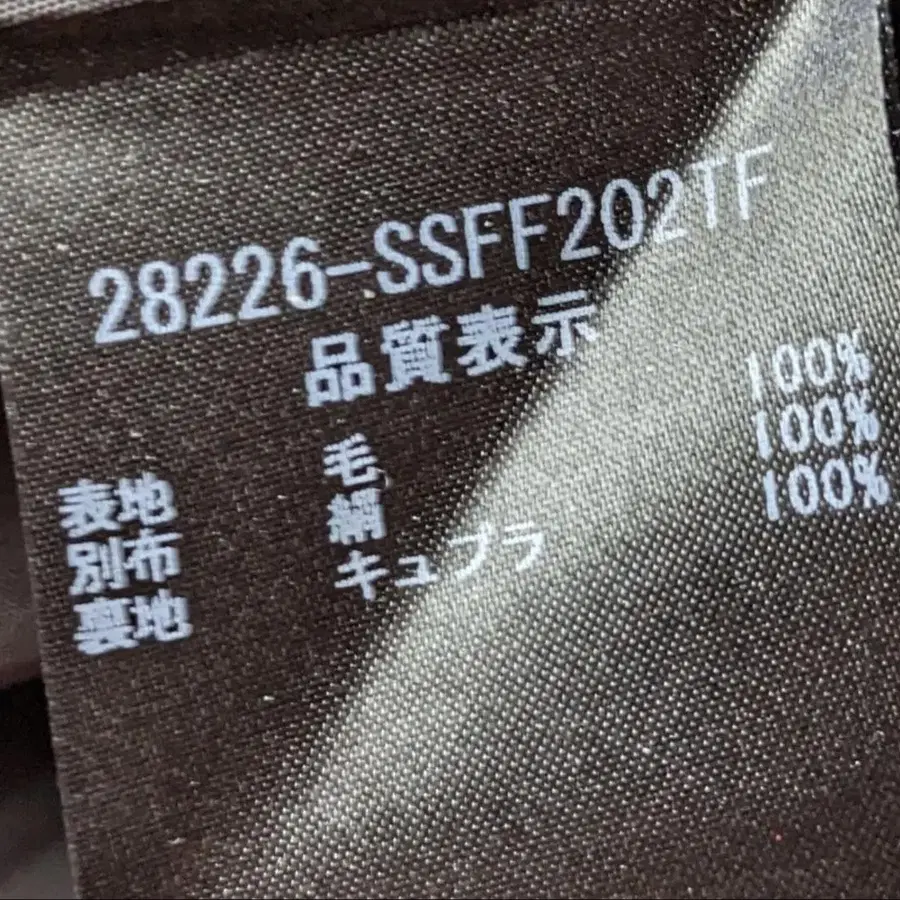 28226-SSFF202TF
品質表示
表地 毛 100%
別布 絹 100%
裏地 キュプラ 100%